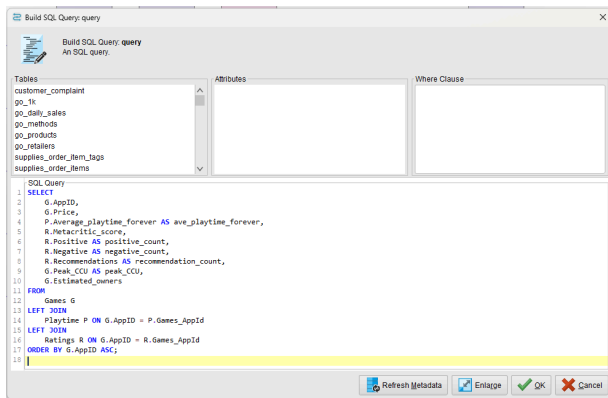 Build SQL Query: query
Build SQL Query: query
An SQL query.
Tables
Attributes
Where Clause
customer_complaint
go_1k
go_daily_sales
go_methods
go_products
go_retailers
supplies_order_item_tags
supplies_order_items
SQL Query
1 SELECT
2 G.AppID,
3 G.Price,
4 P.Average_playtime_forever AS ave_playtime_forever,
5 R.Metacritic_score,
6 R.Positive AS positive_count,
7 R.Negative AS negative_count,
8 R.Recommendations AS recommendation_count,
9 G.Peak_CCU AS peak_CCU,
10 G.Estimated_owners
11 FROM
12 Games G
13 LEFT JOIN
14 Playtime P ON G.AppID = P.Games_AppId
15 LEFT JOIN
16 Ratings R ON G.AppID = R.Games_AppId
17 ORDER BY G.AppID ASC;
18
Refresh Metadata
Enlarge
OK
Cancel